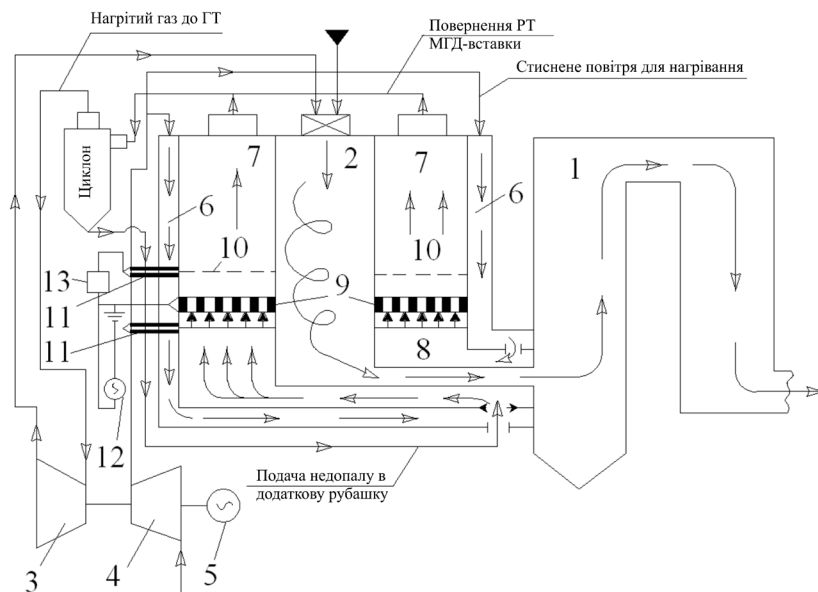 Нагрітий газ до ГТ
Повернення РТ
МГД-вставки
Стиснене повітря для нагрівання
Циклон
7
2
7
1
6
6
10
10
13
9
11
11
8
12
Подача недопалу в
додаткову рубашку
3
4
5